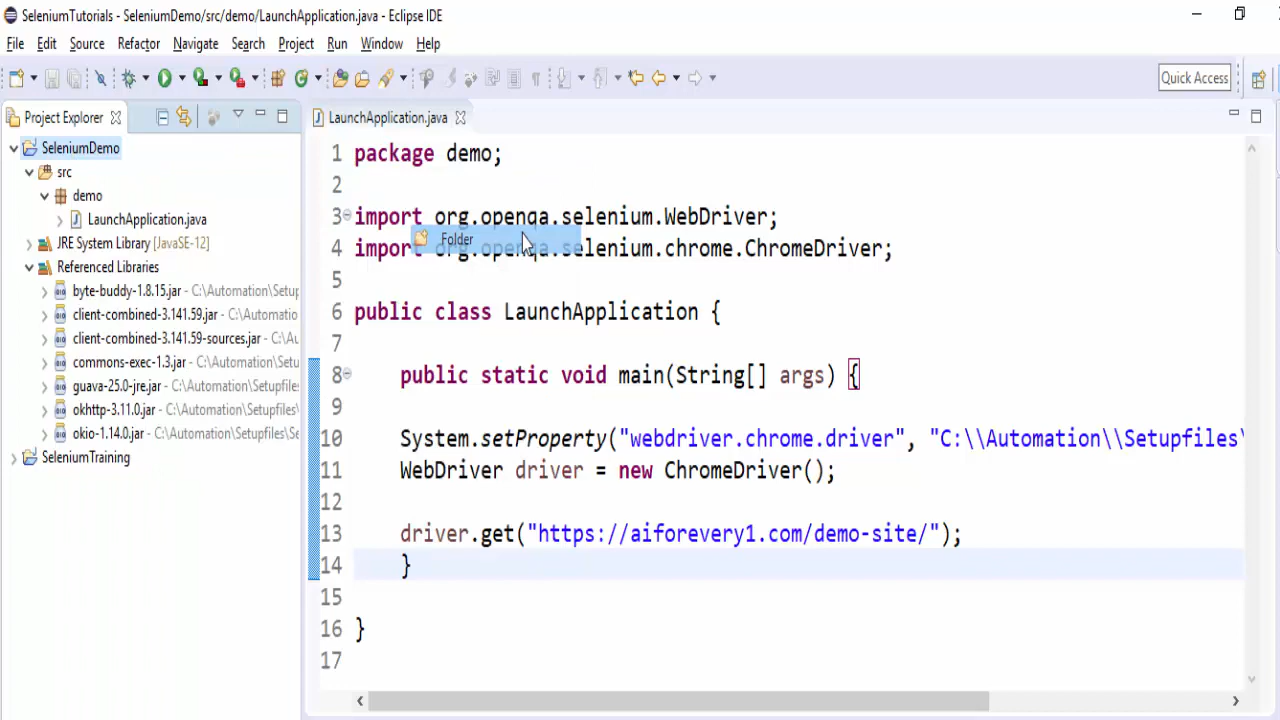 SeleniumTutorials - SeleniumDemo/src/demo/LaunchApplication.java - Eclipse IDE
File Edit Source Refactor Navigate Search Project Run Window Help
Quick Access
Project Explorer
LaunchApplication.java
SeleniumDemo
src
demo
LaunchApplication.java
JRE System Library [JavaSE-12]
Referenced Libraries
byte-buddy-1.8.15.jar - C:\Automation\Setup
client-combined-3.141.59.jar - C:\Automatio
client-combined-3.141.59-sources.jar - C:\Au
commons-exec-1.3.jar - C:\Automation\Setu
guava-25.0-jre.jar - C:\Automation\Setupfiles
okhttp-3.11.0.jar - C:\Automation\Setupfiles\
okio-1.14.0.jar - C:\Automation\Setupfiles\Se
SeleniumTraining
1 package demo;
2
3 import org.openqa.selenium.WebDriver;
Folder
4 import org.openqa.selenium.chrome.ChromeDriver;
5
6 public class LaunchApplication {
7
8 public static void main(String[] args) {
9
10 System.setProperty("webdriver.chrome.driver", "C:\\Automation\\Setupfiles\
11 WebDriver driver = new ChromeDriver();
12
13 driver.get("https://aiforevery1.com/demo-site/");
14 }
15
16 }
17